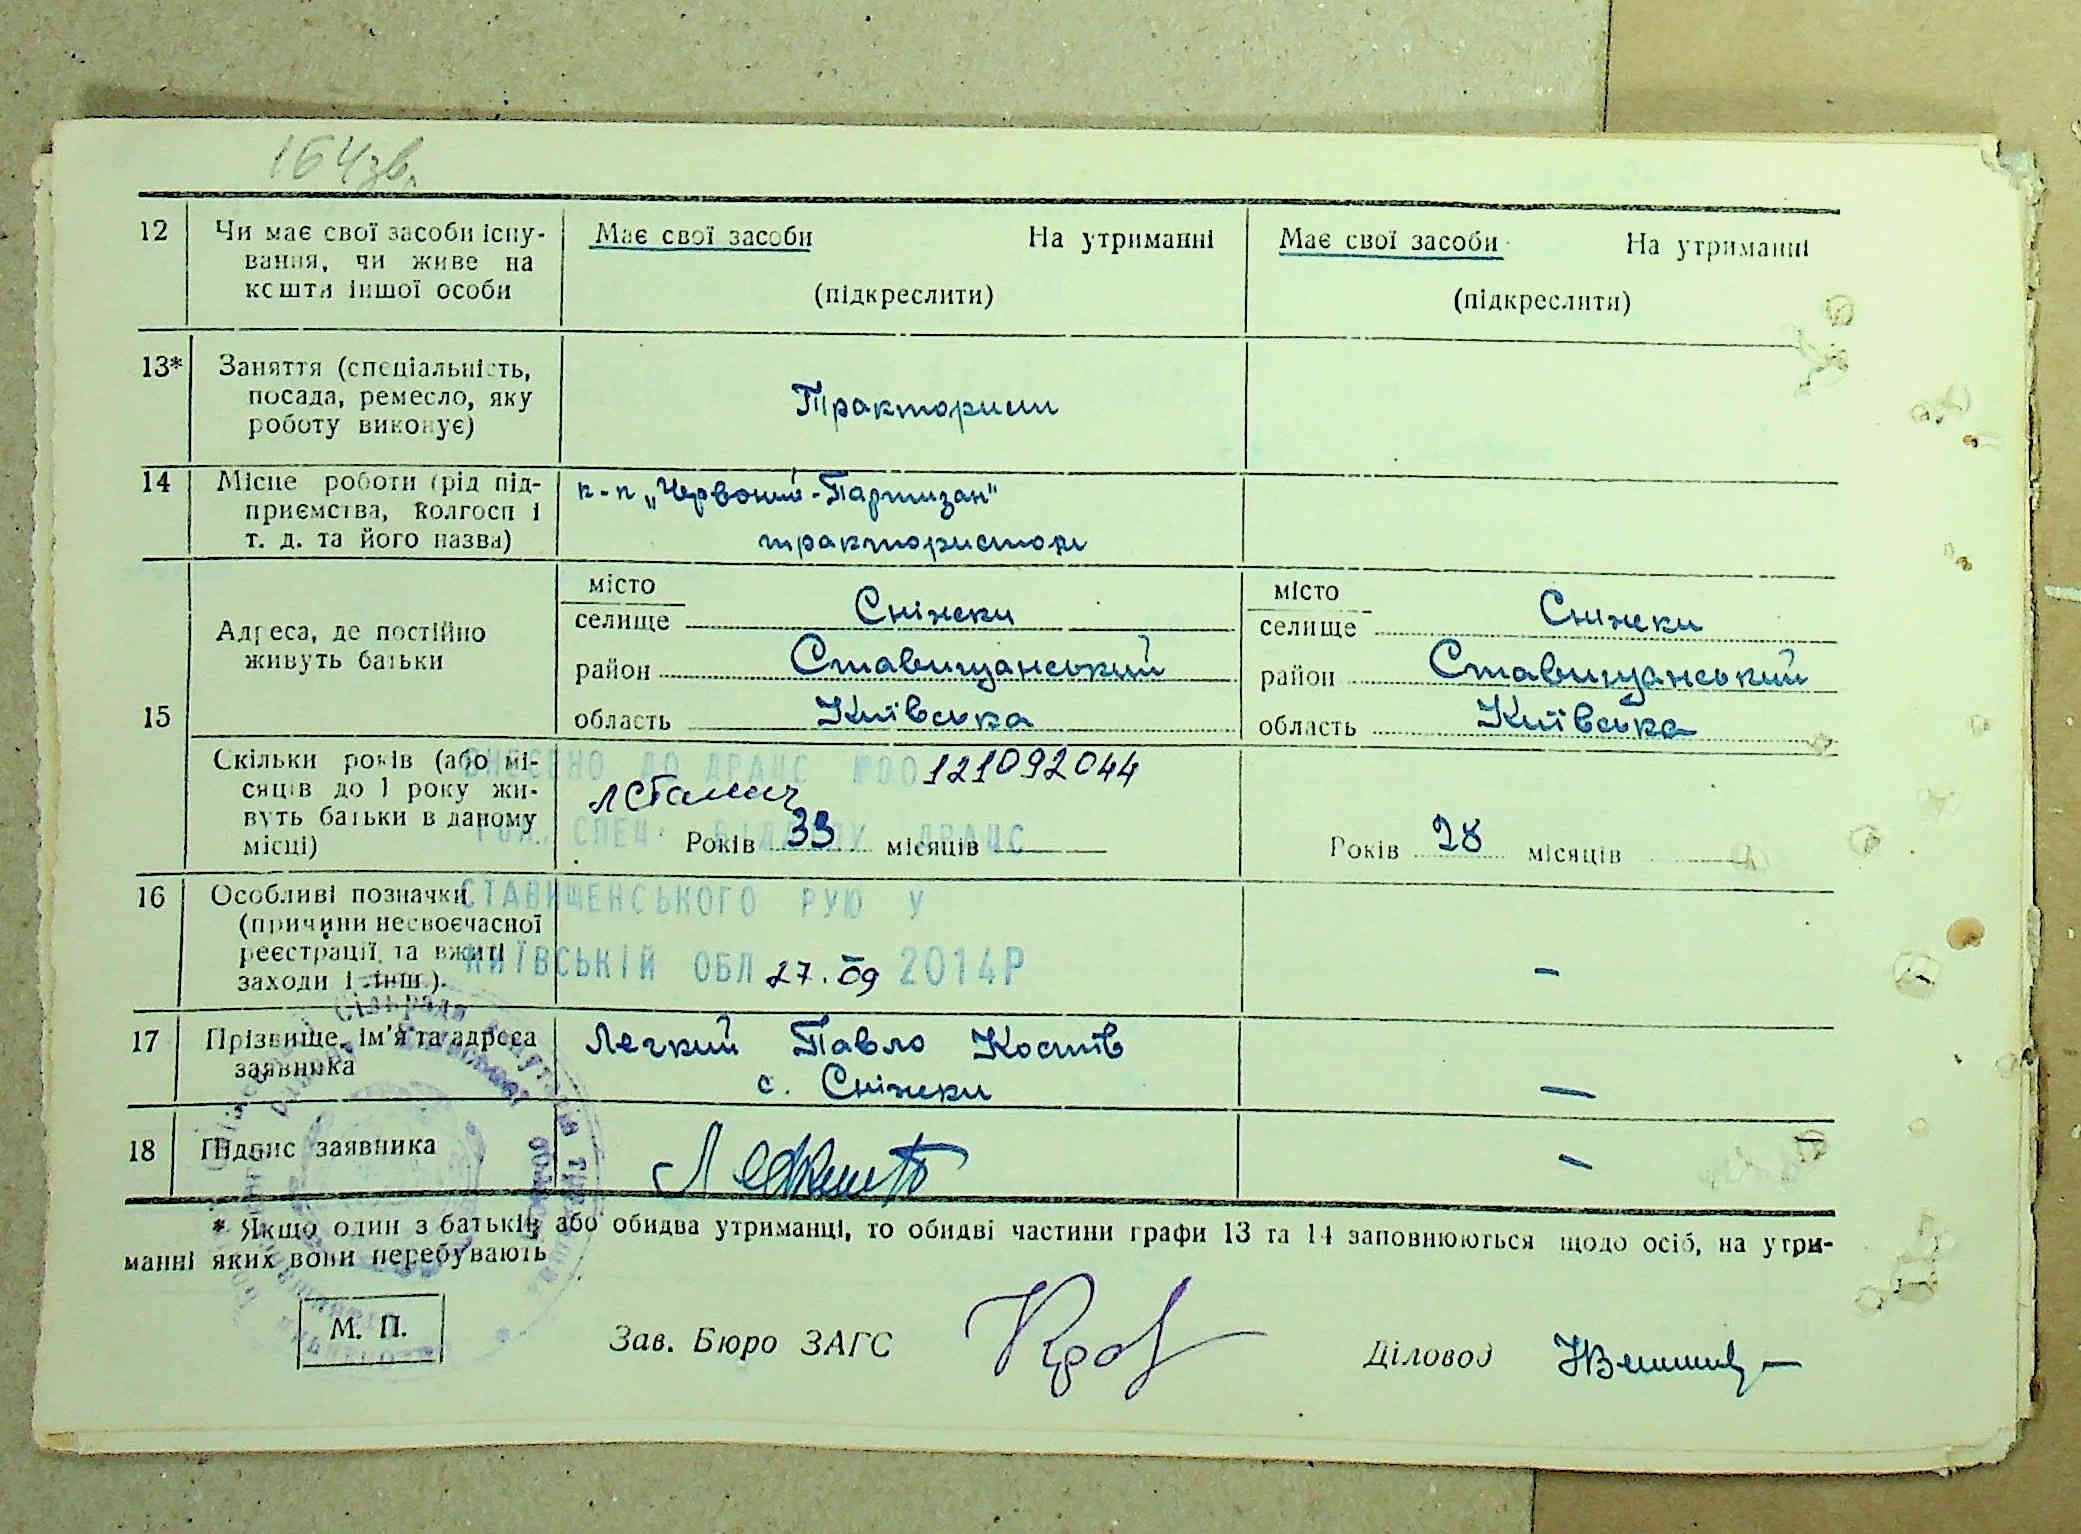 164зв.
12 Чи має свої засоби існу- Має свої засоби На утриманні Має свої засоби На утриманні
вання, чи живе на
кошти іншої особи (підкреслити) (підкреслити)
13* Заняття (спеціальність,
посада, ремесло, яку Тракторист
роботу виконує)
14 Місце роботи (рід під- к-п „Червоний-Партизан"
приємства, колгосп і
т. д. та його назва) трактористом
місто місто
Адреса, де постійно селище Сніжки селище Сніжки
живуть батьки район Ставищанський район Ставищанський
15 область Київська область Київська
Скільки років (або мі- ВНЕСЕНО ДО ДРАЦС №00121092044
сяців до 1 року жи-
вуть батьки в даному ГОЛ. СПЕЦ. ВІДДІЛУ ДРАЦС
місці) Років 33 місяців Років 28 місяців
16 Особливі позначки СТАВИЩЕНСЬКОГО РУЮ У
(причини несвоєчасної
реєстрації та вжиті КИЇВСЬКІЙ ОБЛ 27.09 2014Р
заходи і інш.). –
17 Прізвище, ім'я та адреса Легкий Павло Костів
заявника с. Сніжки —
18 Підпис заявника –
* Якщо один з батьків або обидва утриманці, то обидві частини графи 13 та 14 заповнюються щодо осіб, на утри-
манні яких вони перебувають
М. П. Зав. Бюро ЗАГС Діловод